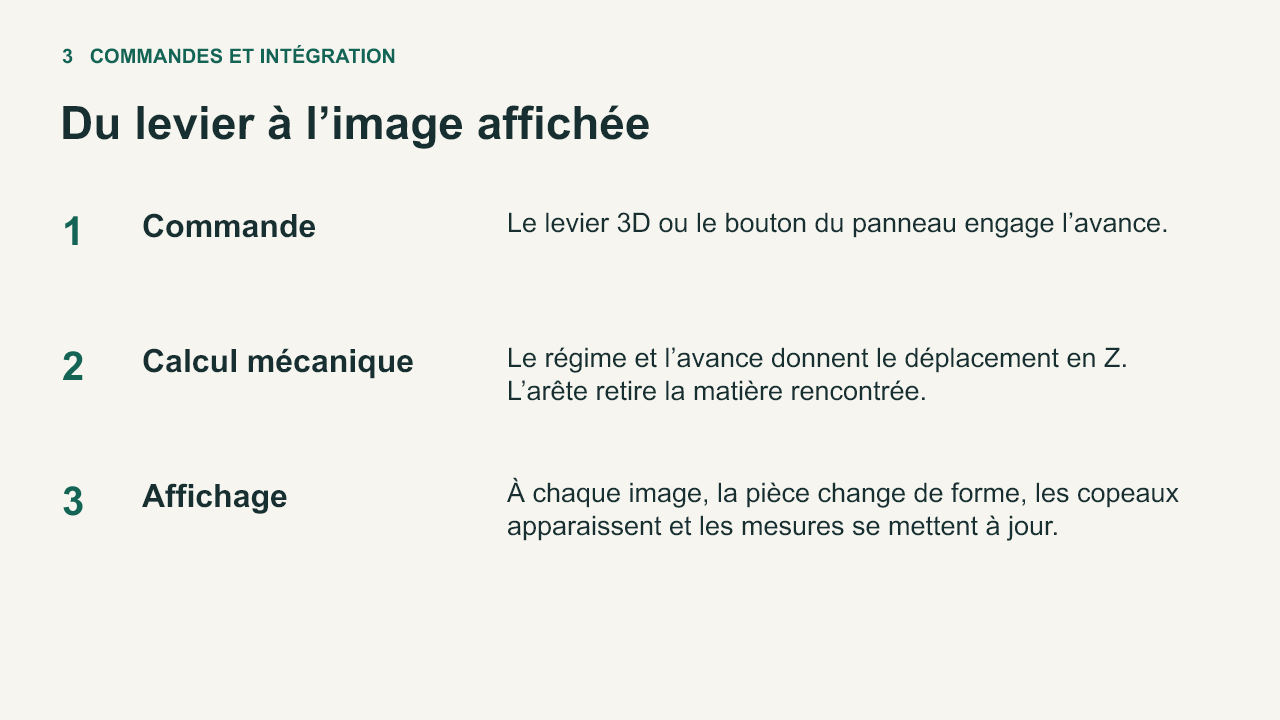 3 COMMANDES ET INTÉGRATION
Du levier à l’image affichée
1 Commande Le levier 3D ou le bouton du panneau engage l’avance.
2 Calcul mécanique Le régime et l’avance donnent le déplacement en Z.
L’arête retire la matière rencontrée.
3 Affichage À chaque image, la pièce change de forme, les copeaux
apparaissent et les mesures se mettent à jour.